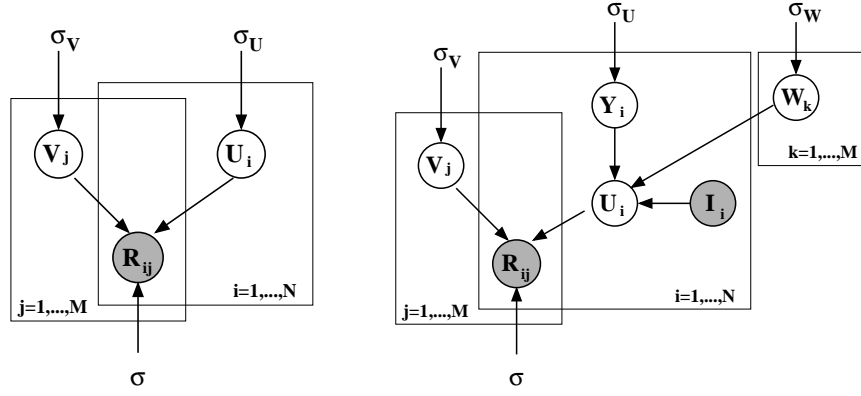 σV
σU
Vj
Ui
Rij
j=1,...,M
i=1,...,N
σ
σU
σW
σV
Yi
Wk
k=1,...,M
Vj
Ui
Ii
Rij
j=1,...,M
i=1,...,N
σ